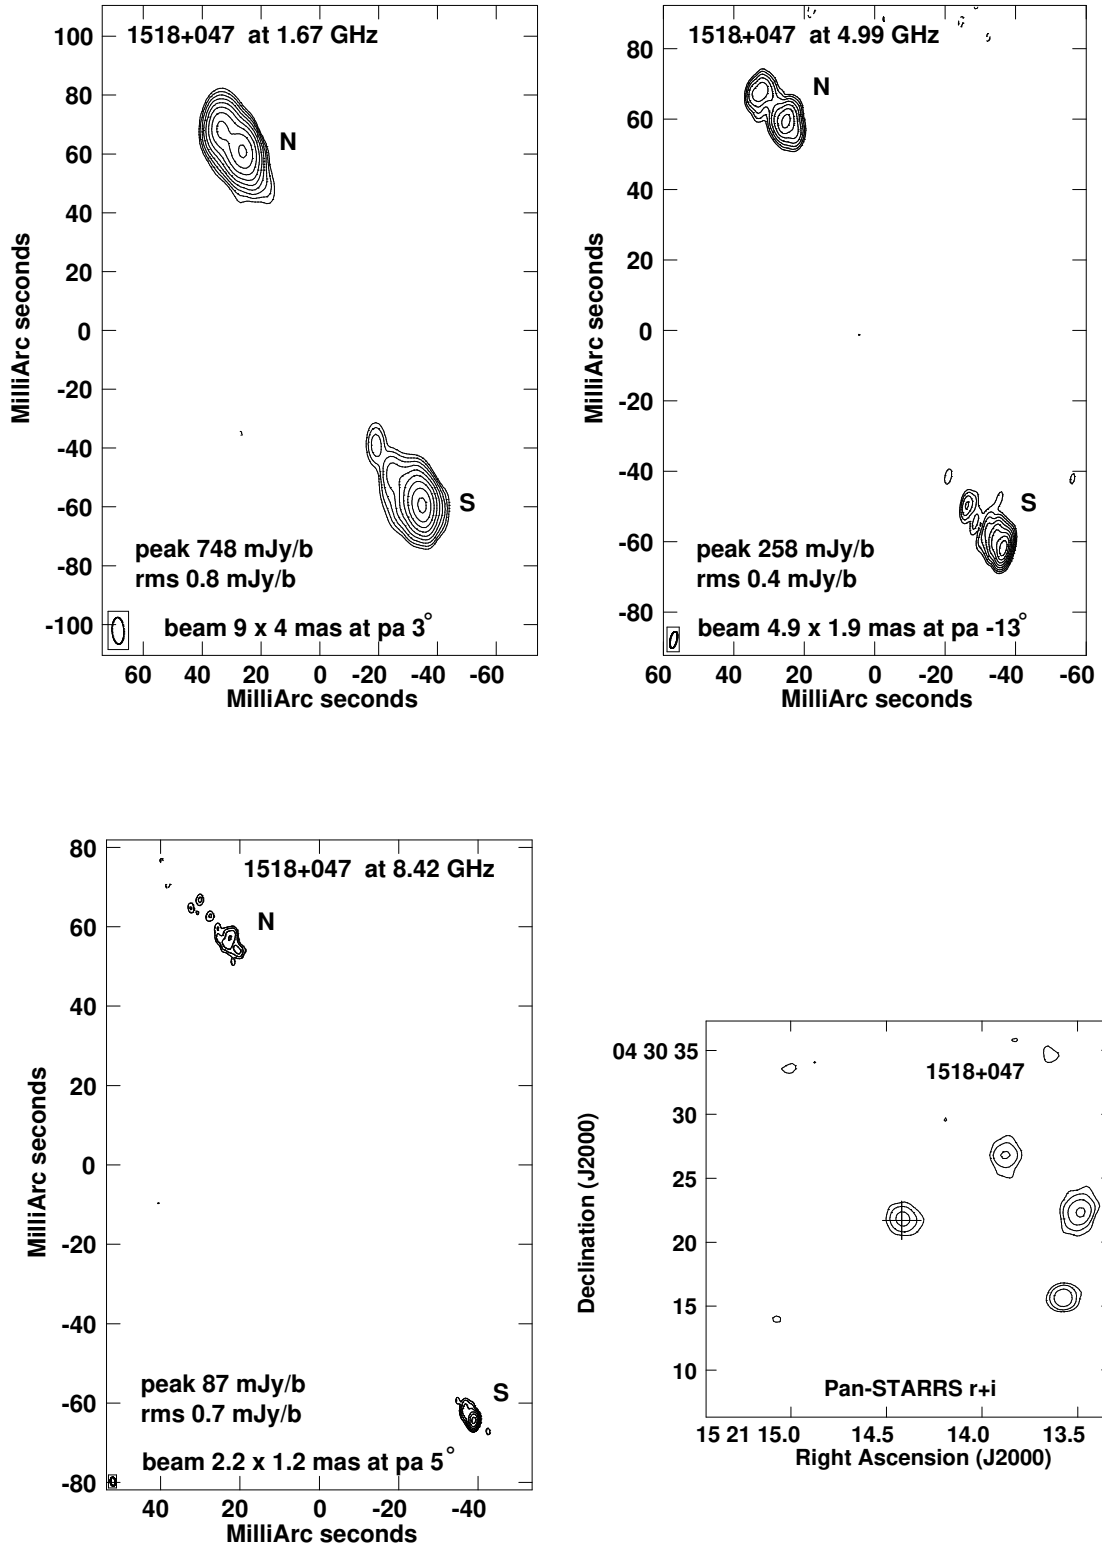 1518+047 at 1.67 GHz
100
80
60
40
20
0
-20
-40
-60
-80
-100
MilliArc seconds
N
S
peak 748 mJy/b
rms 0.8 mJy/b
beam 9 x 4 mas at pa 3°
60 40 20 0 -20 -40 -60
MilliArc seconds
1518+047 at 4.99 GHz
80
60
40
20
0
-20
-40
-60
-80
MilliArc seconds
N
S
peak 258 mJy/b
rms 0.4 mJy/b
beam 4.9 x 1.9 mas at pa -13°
60 40 20 0 -20 -40 -60
MilliArc seconds
1518+047 at 8.42 GHz
80
60
40
20
0
-20
-40
-60
-80
MilliArc seconds
N
S
peak 87 mJy/b
rms 0.7 mJy/b
beam 2.2 x 1.2 mas at pa 5°
40 20 0 -20 -40
MilliArc seconds
04 30 35
30
25
20
15
10
Declination (J2000)
1518+047
Pan-STARRS r+i
15 21 15.0 14.5 14.0 13.5
Right Ascension (J2000)